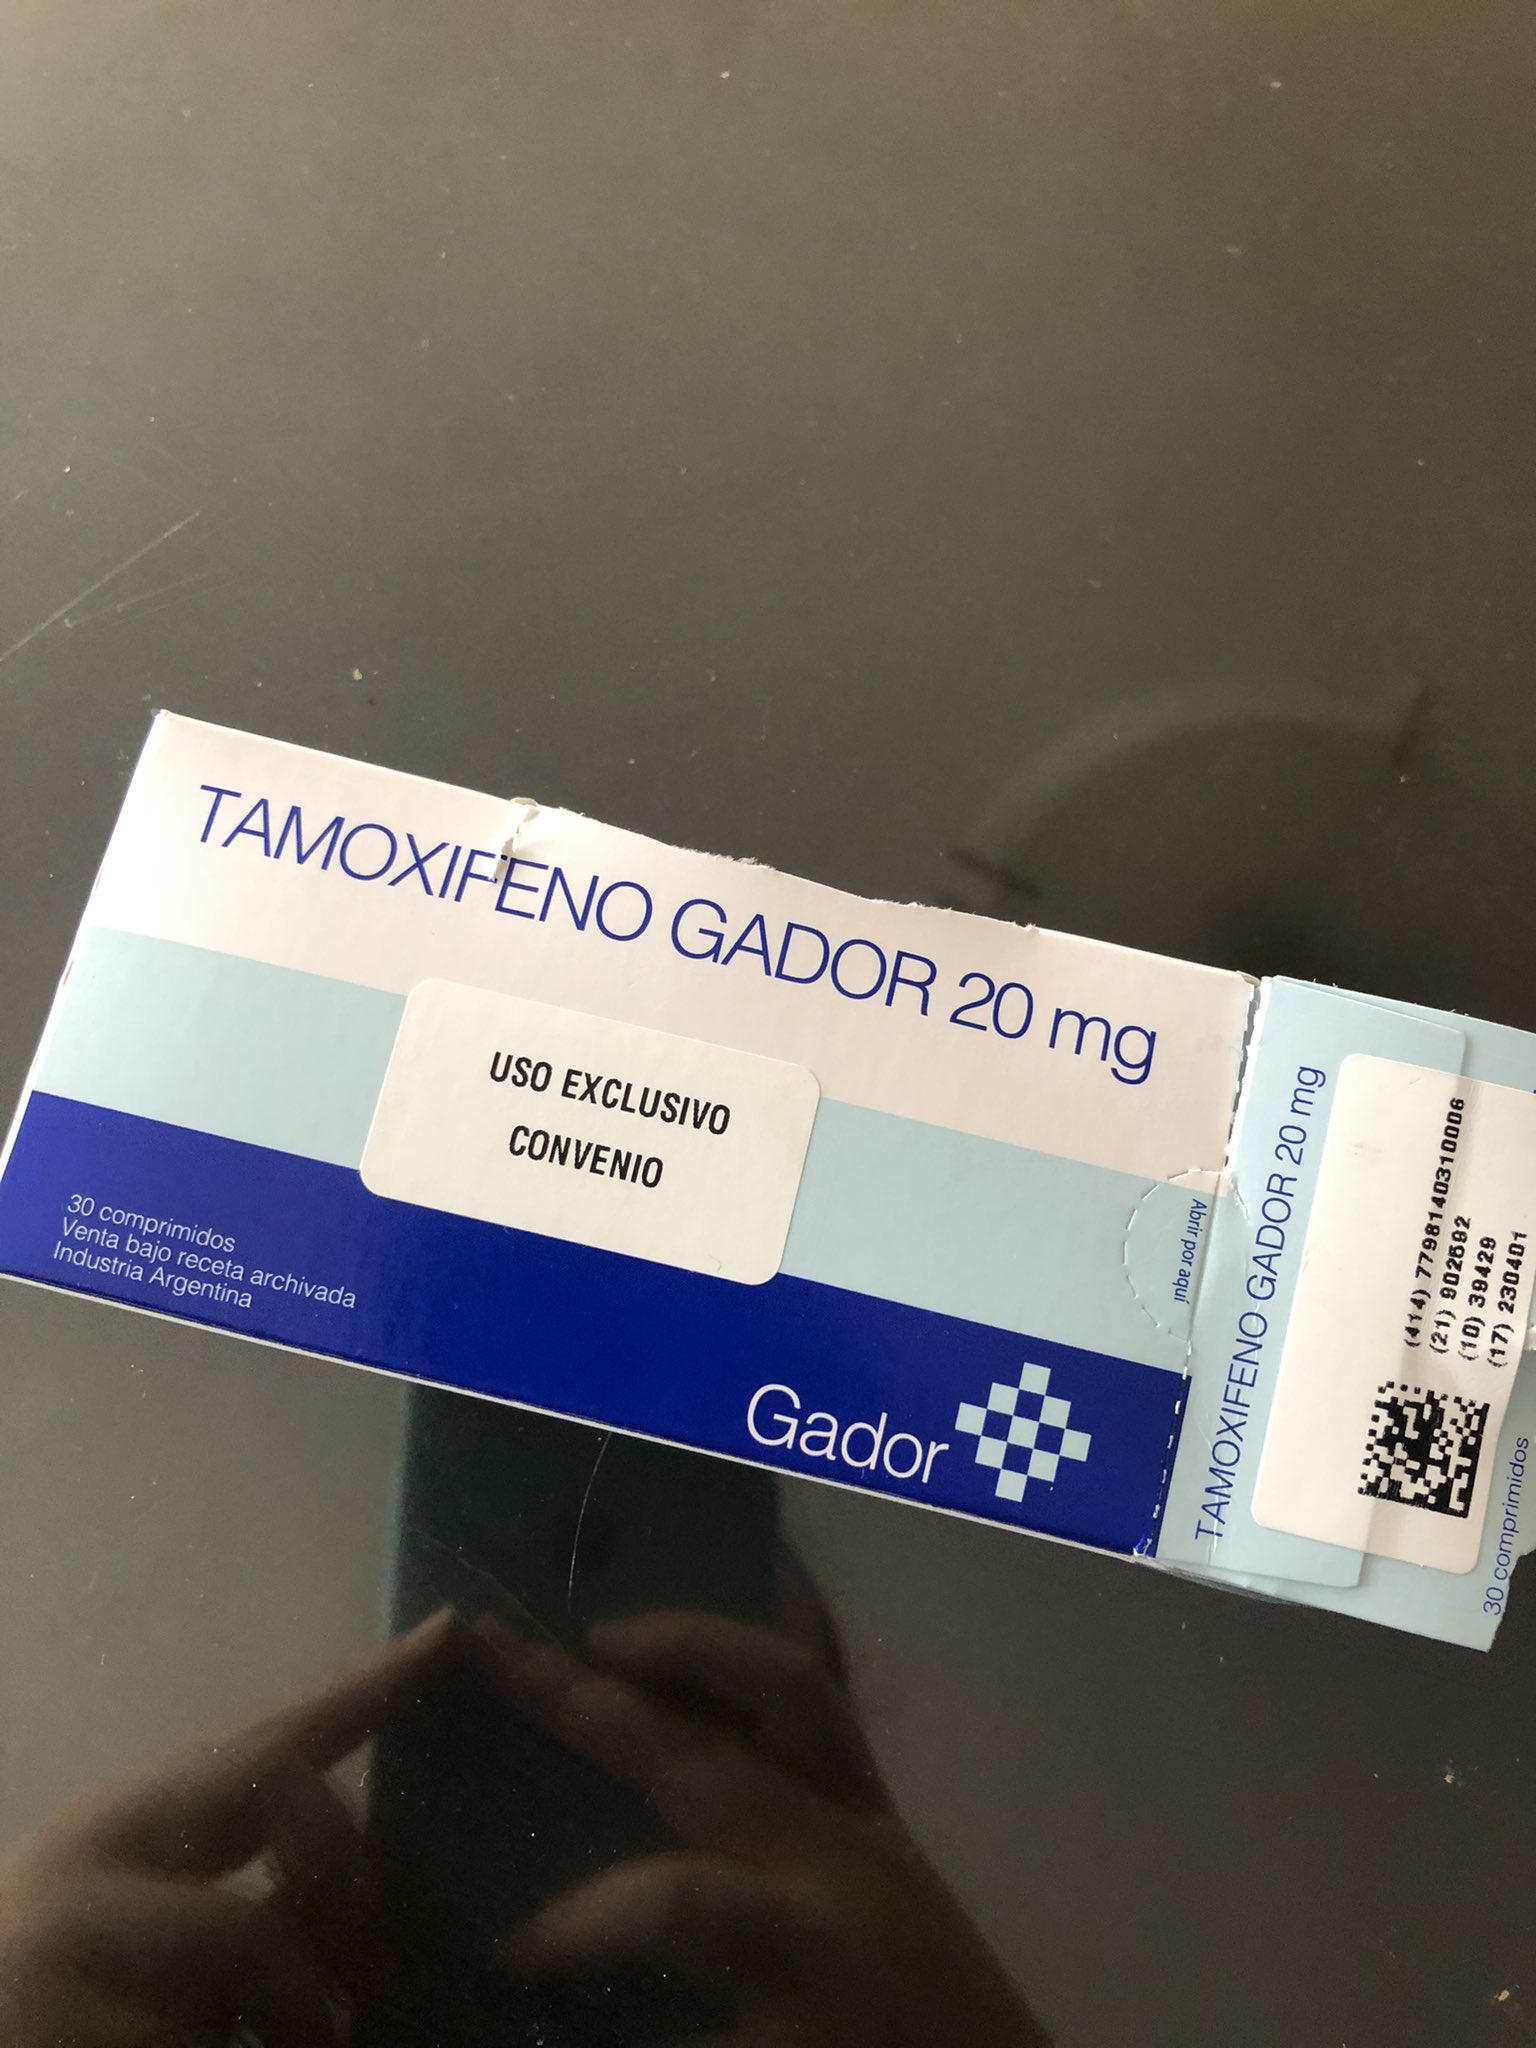 TAMOXIFENO GADOR 20 mg
USO EXCLUSIVO
CONVENIO
30 comprimidos
Venta bajo receta archivada
Industria Argentina
Gador
Abrir por aquí
TAMOXIFENO GADOR 20 mg
(414) 7798140310006
(21) 902592
(10) 39429
(17) 230401
30 comprimidos